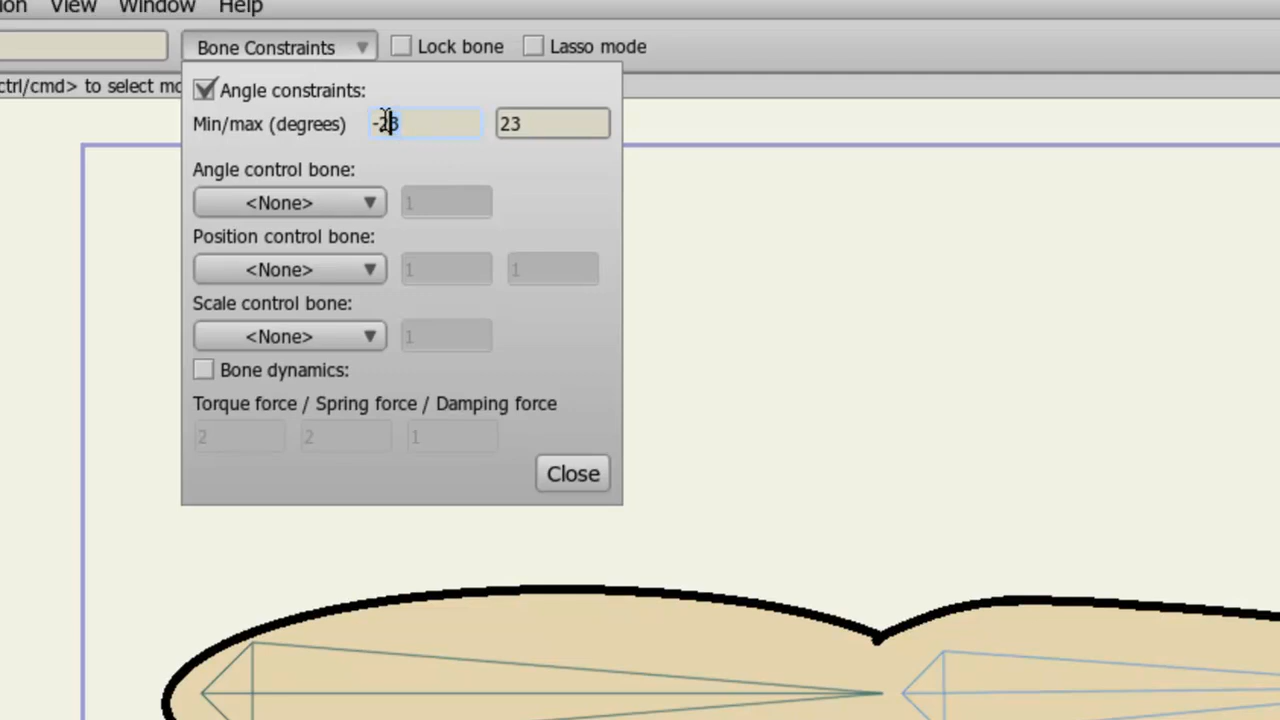 ion View Window Help
Bone Constraints Lock bone Lasso mode
ctrl/cmd> to select mo
Angle constraints:
Min/max (degrees) -23 23
Angle control bone:
<None> 1
Position control bone:
<None> 1 1
Scale control bone:
<None> 1
Bone dynamics:
Torque force / Spring force / Damping force
2 2 1
Close